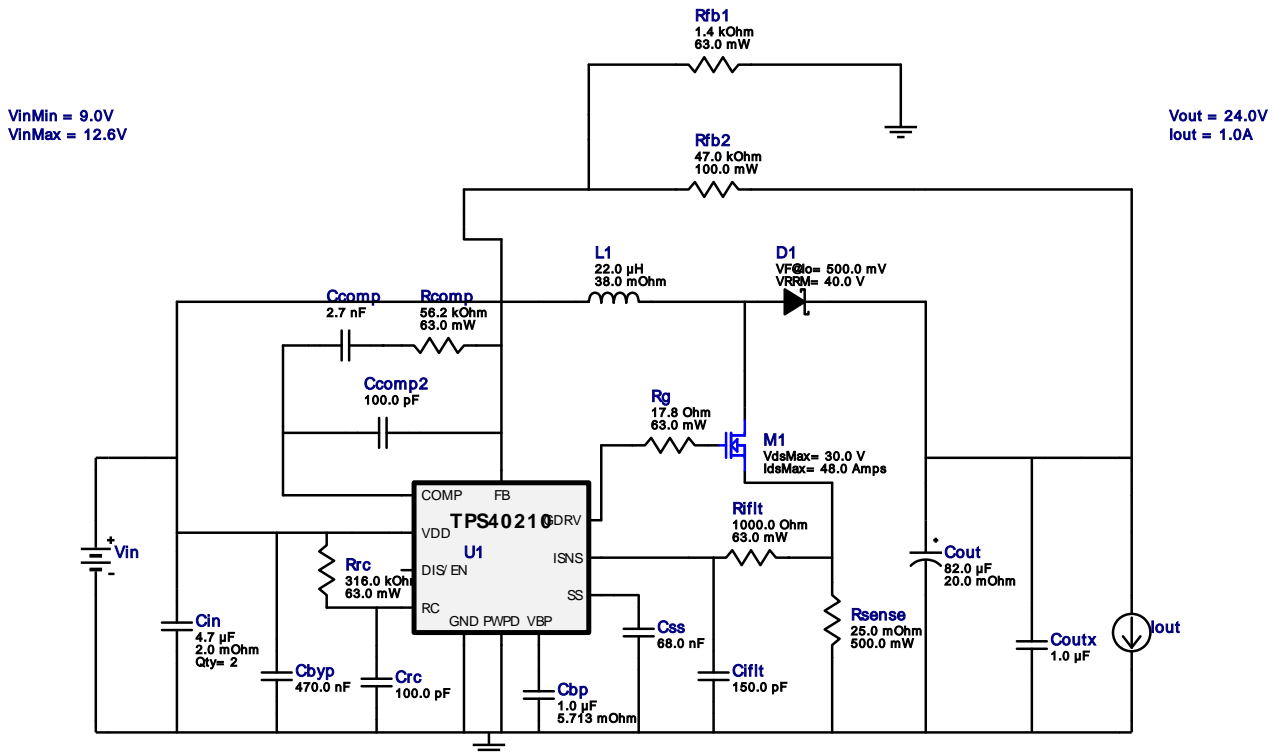 Rfb1
1.4 kOhm
63.0 mW
VinMin = 9.0V
VinMax = 12.6V
Vout = 24.0V
Iout = 1.0A
Rfb2
47.0 kOhm
100.0 mW
L1
22.0 µH
38.0 mOhm
D1
VF@Io= 500.0 mV
VRRM= 40.0 V
Ccomp
2.7 nF
Rcomp
56.2 kOhm
63.0 mW
Ccomp2
100.0 pF
Rg
17.8 Ohm
63.0 mW
M1
VdsMax= 30.0 V
IdsMax= 48.0 Amps
COMP
FB
TPS40210
GDRV
VDD
U1
ISNS
DIS/EN
SS
RC
GND
PWPD
VBP
Riflt
1000.0 Ohm
63.0 mW
Vin
+
-
Rrc
316.0 kOhm
63.0 mW
Cout
82.0 µF
20.0 mOhm
Cin
4.7 µF
2.0 mOhm
Qty= 2
Cbyp
470.0 nF
Crc
100.0 pF
Cbp
1.0 µF
5.713 mOhm
Css
68.0 nF
Ciflt
150.0 pF
Rsense
25.0 mOhm
500.0 mW
Coutx
1.0 µF
Iout